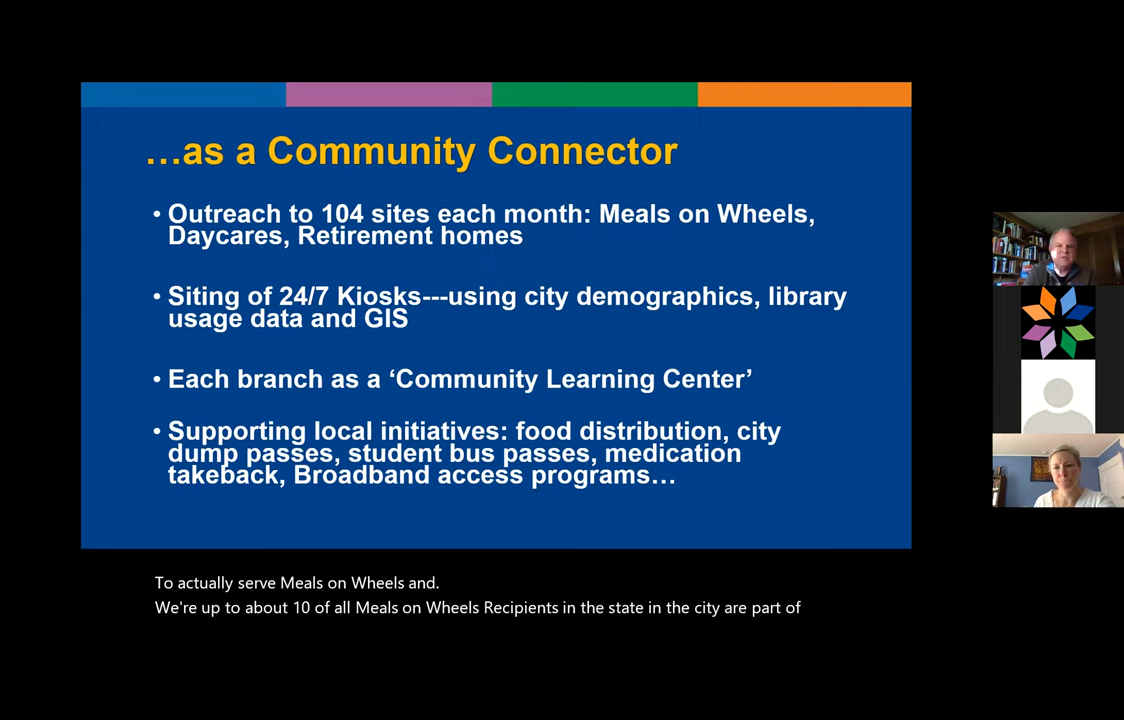 …as a Community Connector
• Outreach to 104 sites each month: Meals on Wheels,
Daycares, Retirement homes
• Siting of 24/7 Kiosks---using city demographics, library
usage data and GIS
• Each branch as a ‘Community Learning Center’
• Supporting local initiatives: food distribution, city
dump passes, student bus passes, medication
takeback, Broadband access programs…
To actually serve Meals on Wheels and.
We're up to about 10 of all Meals on Wheels Recipients in the state in the city are part of